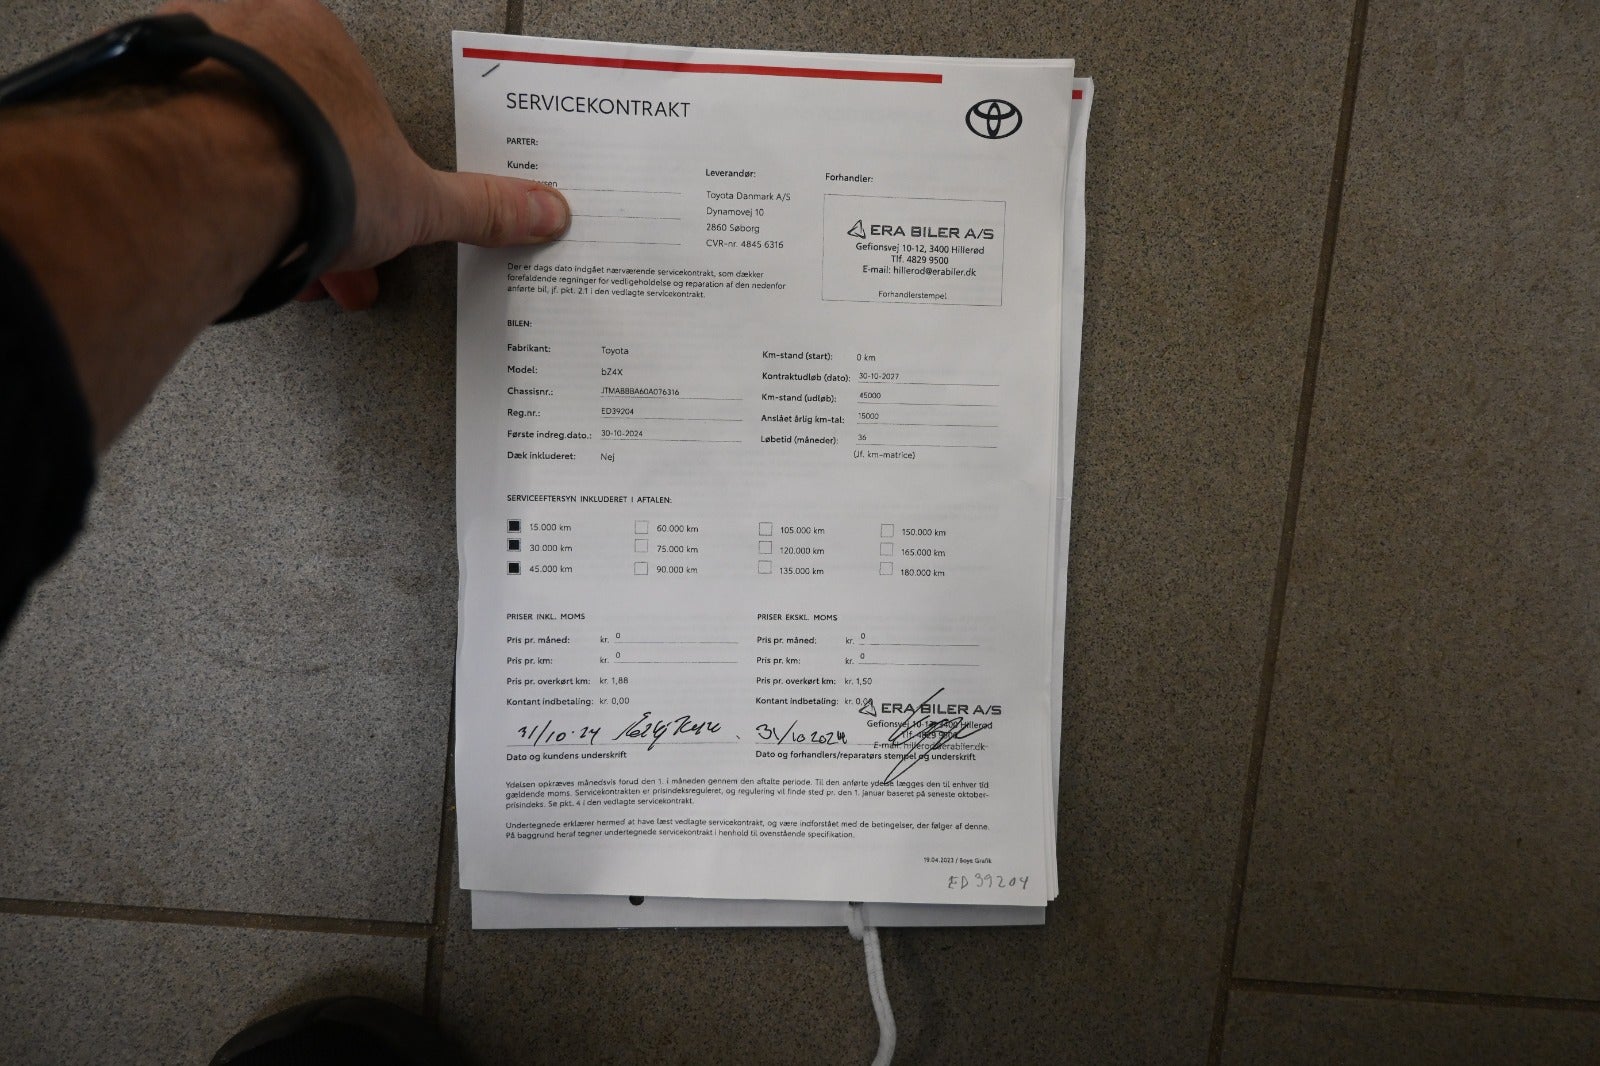 SERVICEKONTRAKT
PARTER:
Kunde:
Leverandør:
Toyota Danmark A/S
Dynamovej 10
2860 Søborg
CVR-nr. 4845 6316
Forhandler:
ERA BILER A/S
Gefionsvej 10-12, 3400 Hillerød
Tlf. 4829 9500
E-mail: hillerod@erabiler.dk
Forhandlerstempel
Der er dags dato indgået nærværende servicekontrakt, som dækker
forefaldende regninger for vedligeholdelse og reparation af den nedenfor
anførte bil, jf. pkt. 2.1 i den vedlagte servicekontrakt.
BILEN:
Fabrikant: Toyota
Model: bZ4X
Chassisnr.: JTMABBBA60A076316
Reg.nr.: ED39204
Første indreg.dato.: 30-10-2024
Dæk inkluderet: Nej
Km-stand (start): 0 km
Kontraktudløb (dato): 30-10-2027
Km-stand (udløb): 45000
Anslået årlig km-tal: 15000
Løbetid (måneder): 36
(Jf. km-matrice)
SERVICEEFTERSYN INKLUDERET I AFTALEN:
15.000 km 60.000 km 105.000 km 150.000 km
30.000 km 75.000 km 120.000 km 165.000 km
45.000 km 90.000 km 135.000 km 180.000 km
PRISER INKL. MOMS
Pris pr. måned: kr. 0
Pris pr. km: kr. 0
Pris pr. overkørt km: kr. 1,88
Kontant indbetaling: kr. 0,00
31/10-24
Dato og kundens underskrift
PRISER EKSKL. MOMS
Pris pr. måned: kr. 0
Pris pr. km: kr. 0
Pris pr. overkørt km: kr. 1,50
Kontant indbetaling: kr. 0,00
ERA BILER A/S
Gefionsvej 10-12, 3400 Hillerød
Tlf. 4829 9500
E-mail: hillerod@erabiler.dk
31/10 2024
Dato og forhandlers/reparatørs stempel og underskrift
Ydelsen opkræves månedsvis forud den 1. i måneden gennem den aftalte periode. Til den anførte ydelse lægges den til enhver tid
gældende moms. Servicekontrakten er prisindeksreguleret, og regulering vil finde sted pr. den 1. januar baseret på seneste oktober-
prisindeks. Se pkt. 4 i den vedlagte servicekontrakt.
Undertegnede erklærer hermed at have læst vedlagte servicekontrakt, og være indforstået med de betingelser, der følger af denne.
På baggrund heraf tegner undertegnede servicekontrakt i henhold til ovenstående specifikation.
19.04.2023 / Boye Grafik
ED39204